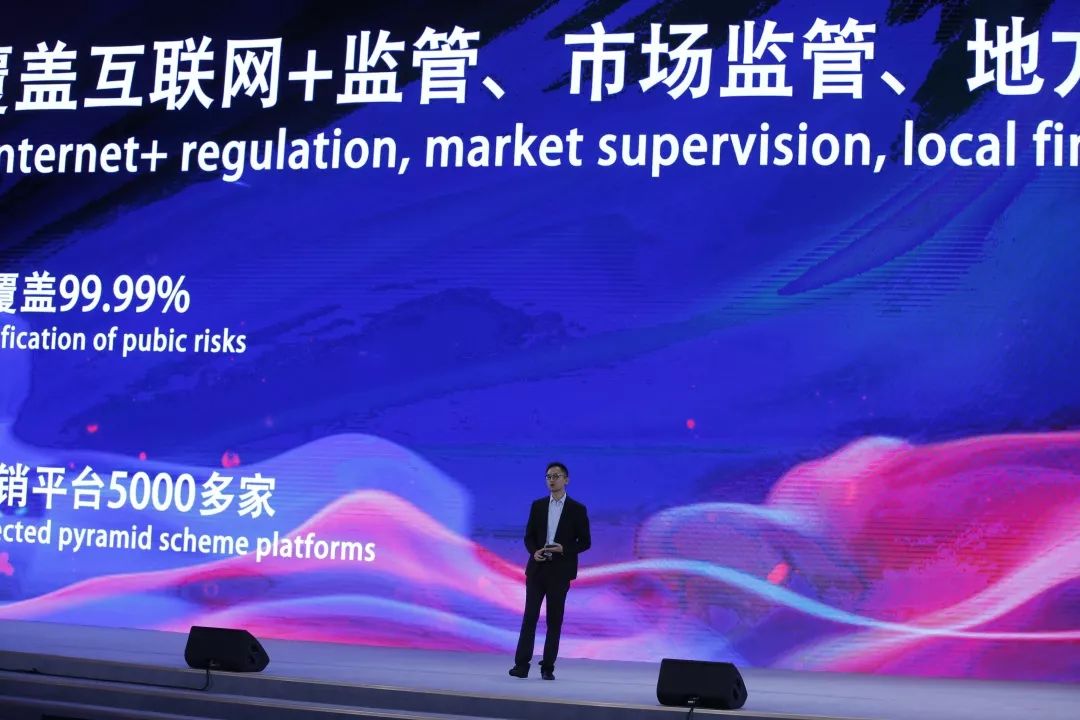 覆盖互联网+监管、市场监管、地方
nternet+ regulation, market supervision, local fin
覆盖99.99%
fication of pubic risks
销平台5000多家
ected pyramid scheme platforms